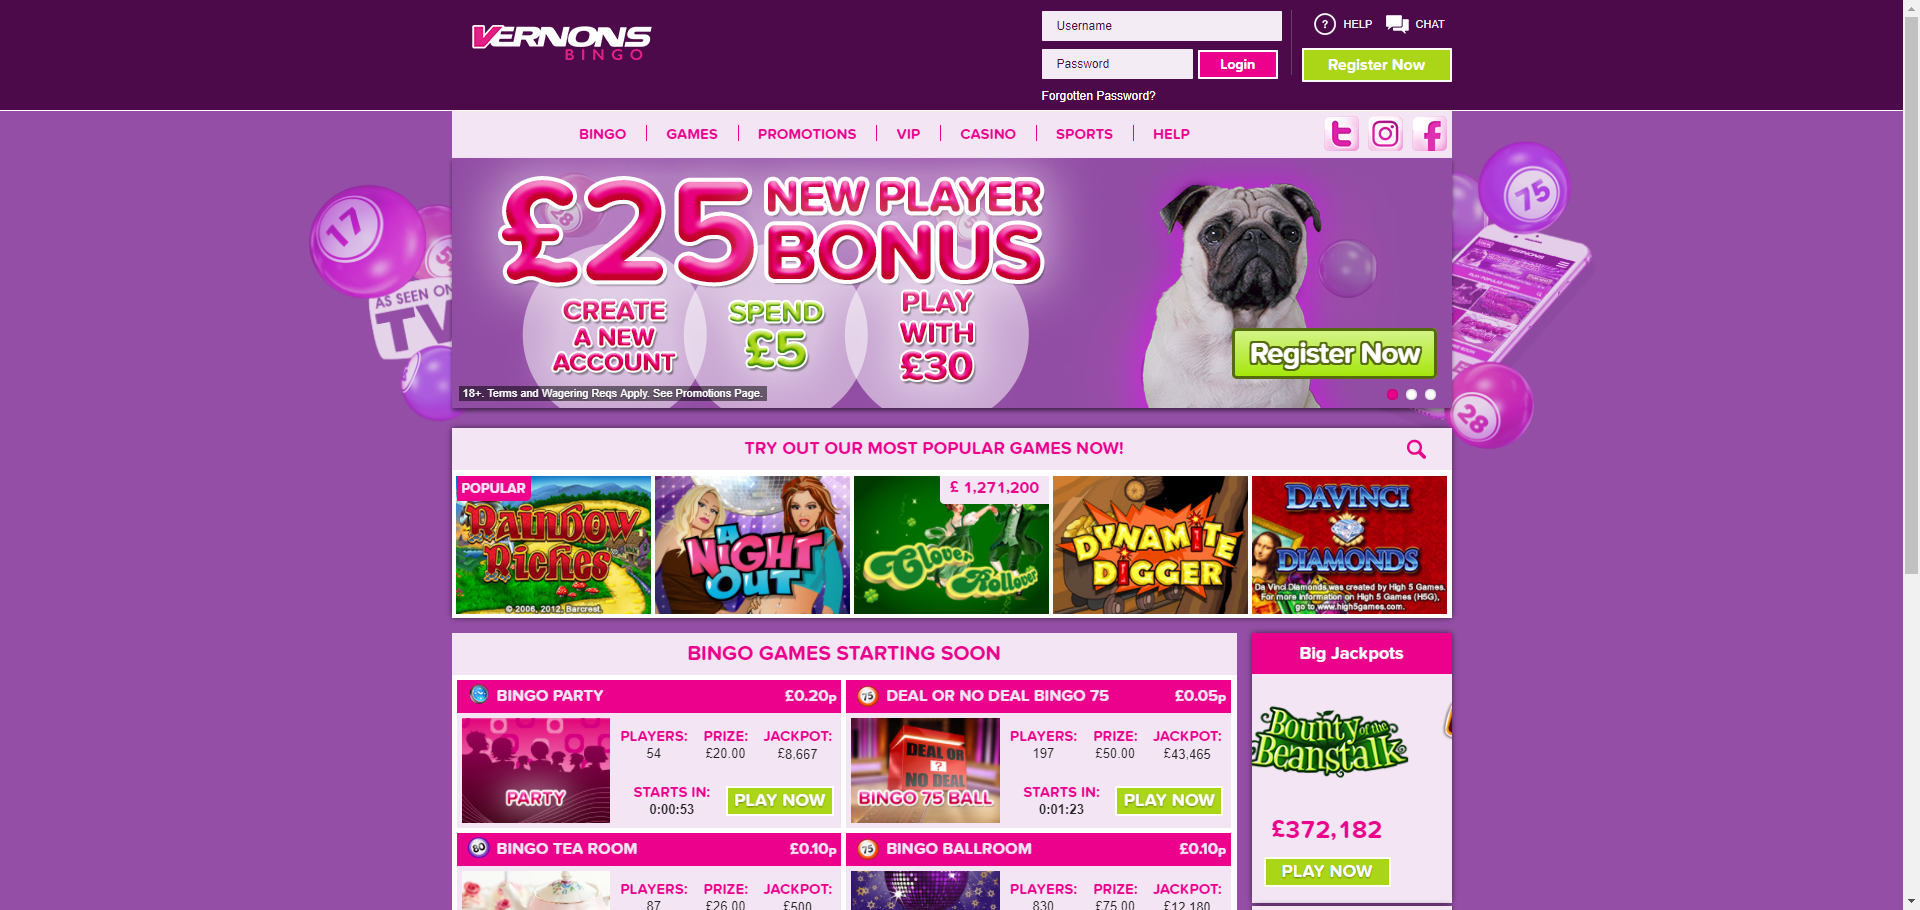 VERNONS
BINGO
Username
Password
Login
Forgotten Password?
? HELP
CHAT
Register Now
BINGO
GAMES
PROMOTIONS
VIP
CASINO
SPORTS
HELP
17
AS SEEN ON
TV
75
28
£25 NEW PLAYER
BONUS
28
CREATE
A NEW
ACCOUNT
SPEND
£5
PLAY
WITH
£30
Register Now
18+. Terms and Wagering Reqs Apply. See Promotions Page.
TRY OUT OUR MOST POPULAR GAMES NOW!
POPULAR
Rainbow
Riches
© 2006, 2012, Barcrest.
A
NIGHT
OUT
£ 1,271,200
Clover
Rollover
DYNAMITE
DIGGER
DAVINCI
DIAMONDS
Da Vinci Diamonds was created by High 5 Games.
For more information on High 5 Games (H5G),
go to www.high5games.com.
BINGO GAMES STARTING SOON
BINGO PARTY
£0.20p
PARTY
PLAYERS: PRIZE: JACKPOT:
54 £20.00 £8,667
STARTS IN:
0:00:53
PLAY NOW
75 DEAL OR NO DEAL BINGO 75
£0.05p
DEAL OR
?
NO DEAL
BINGO 75 BALL
PLAYERS: PRIZE: JACKPOT:
197 £50.00 £43,465
STARTS IN:
0:01:23
PLAY NOW
80 BINGO TEA ROOM
£0.10p
PLAYERS: PRIZE: JACKPOT:
87 £26.00 £500
75 BINGO BALLROOM
£0.10p
PLAYERS: PRIZE: JACKPOT:
830 £75.00 £12,180
Big Jackpots
Bounty of the
Beanstalk
£372,182
PLAY NOW